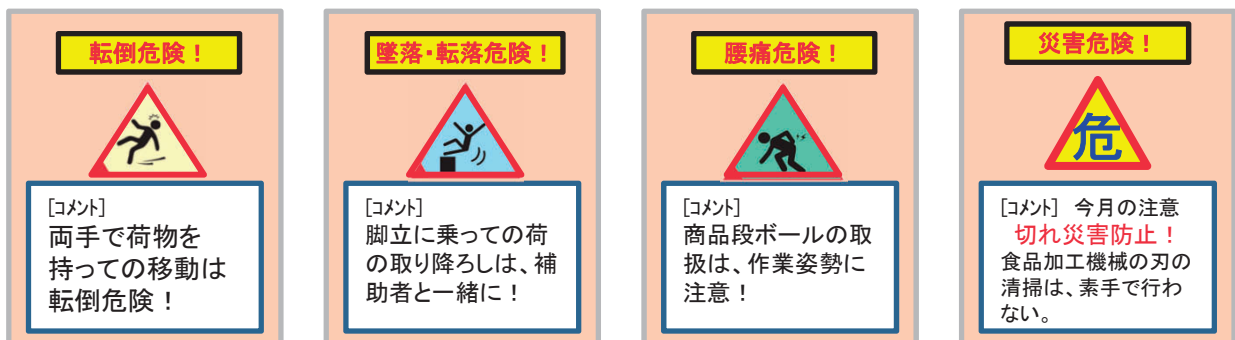 転倒危険！
[コメント]
両手で荷物を
持っての移動は
転倒危険！
墜落・転落危険！
[コメント]
脚立に乗っての荷
の取り降ろしは、補
助者と一緒に！
腰痛危険！
[コメント]
商品段ボールの取
扱は、作業姿勢に
注意！
災害危険！
危
[コメント] 今月の注意
切れ災害防止！
食品加工機械の刃の
清掃は、素手で行わ
ない。